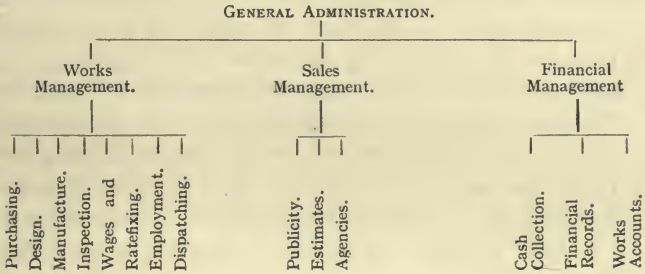 GENERAL ADMINISTRATION.
Works
Management.
Sales
Management.
Financial
Management
Purchasing.
Design.
Manufacture.
Inspection.
Wages and
Ratefixing.
Employment.
Dispatching.
Publicity.
Estimates.
Agencies.
Cash
Collection.
Financial
Records.
Works
Accounts.